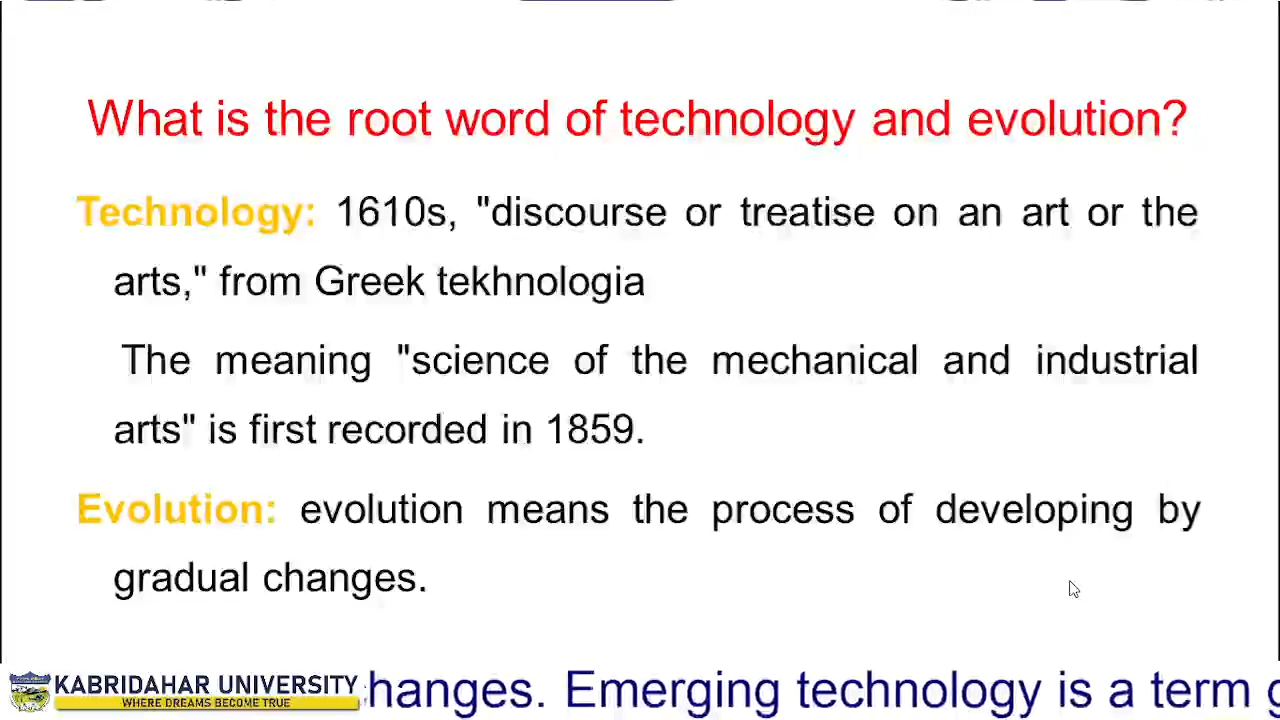 What is the root word of technology and evolution?
Technology: 1610s, "discourse or treatise on an art or the
arts," from Greek tekhnologia
The meaning "science of the mechanical and industrial
arts" is first recorded in 1859.
Evolution: evolution means the process of developing by
gradual changes.
KABRIDAHAR UNIVERSITY
WHERE DREAMS BECOME TRUE
hanges. Emerging technology is a term g